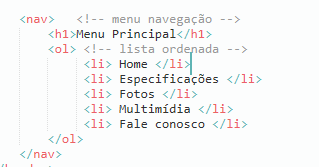 <nav>   <!-- menu navegação -->
<h1>Menu Principal</h1>
<ol> <!-- lista ordenada -->
<li> Home </li>
<li> Especificações </li>
<li> Fotos </li>
<li> Multimídia </li>
<li> Fale conosco </li>
</ol>
</nav>